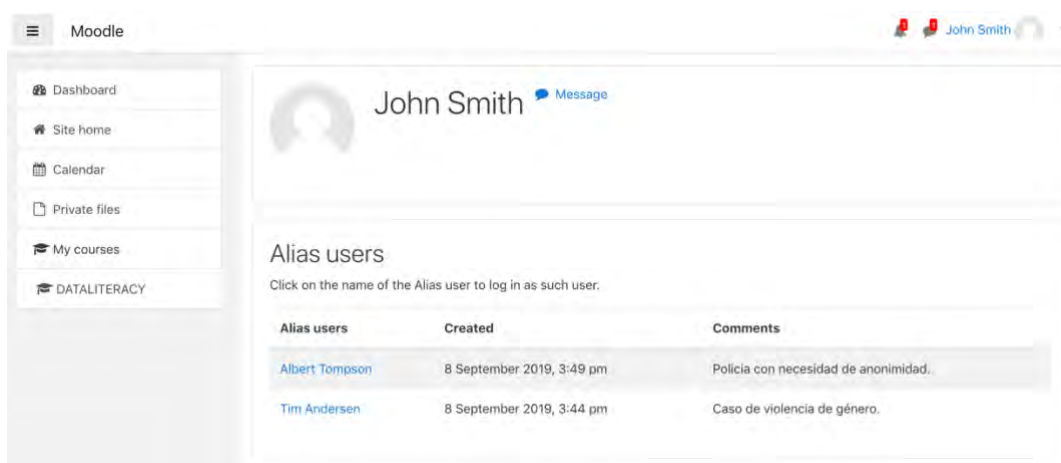 Moodle
John Smith
Dashboard
Site home
Calendar
Private files
My courses
DATALITERACY
John Smith Message
Alias users
Click on the name of the Alias user to log in as such user.
Alias users Created Comments
Albert Tompson 8 September 2019, 3:49 pm Policia con necesidad de anonimidad.
Tim Andersen 8 September 2019, 3:44 pm Caso de violencia de género.